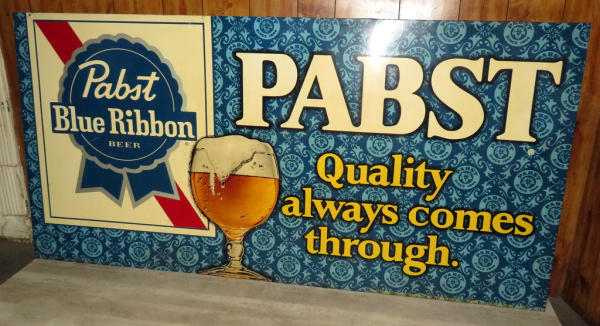 Pabst
Blue Ribbon
BEER
PABST
Quality
always comes
through.